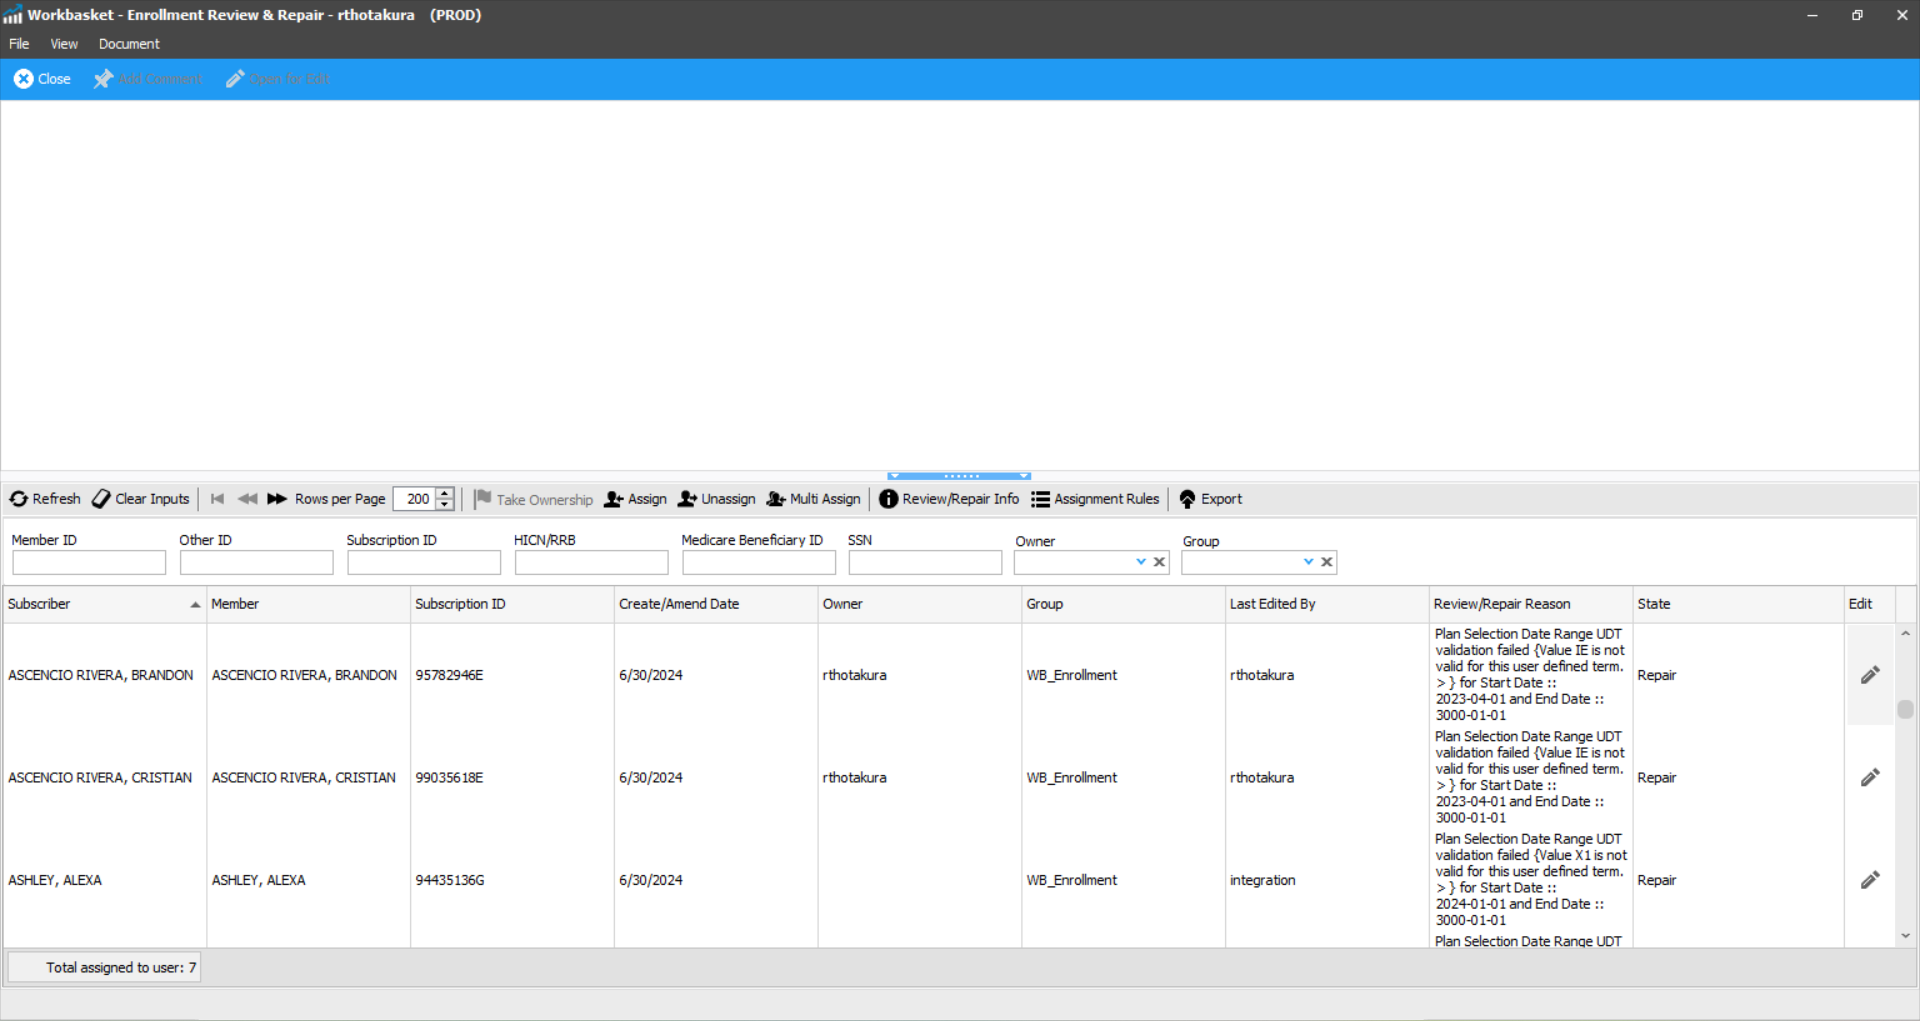 Workbasket - Enrollment Review & Repair - rthotakura (PROD)
File View Document
Close Add Comment Open for Edit
Refresh Clear Inputs Rows per Page 200 Take Ownership Assign Unassign Multi Assign Review/Repair Info Assignment Rules Export
Member ID Other ID Subscription ID HICN/RRB Medicare Beneficiary ID SSN Owner Group
Subscriber Member Subscription ID Create/Amend Date Owner Group Last Edited By Review/Repair Reason State Edit
ASCENCIO RIVERA, BRANDON ASCENCIO RIVERA, BRANDON 95782946E 6/30/2024 rthotakura WB_Enrollment rthotakura
Plan Selection Date Range UDT
validation failed {Value IE is not
valid for this user defined term.
> } for Start Date ::
2023-04-01 and End Date ::
3000-01-01
Repair
ASCENCIO RIVERA, CRISTIAN ASCENCIO RIVERA, CRISTIAN 99035618E 6/30/2024 rthotakura WB_Enrollment rthotakura
Plan Selection Date Range UDT
validation failed {Value IE is not
valid for this user defined term.
> } for Start Date ::
2023-04-01 and End Date ::
3000-01-01
Repair
ASHLEY, ALEXA ASHLEY, ALEXA 94435136G 6/30/2024 WB_Enrollment integration
Plan Selection Date Range UDT
validation failed {Value X1 is not
valid for this user defined term.
> } for Start Date ::
2024-01-01 and End Date ::
3000-01-01
Repair
Plan Selection Date Range UDT
Total assigned to user: 7